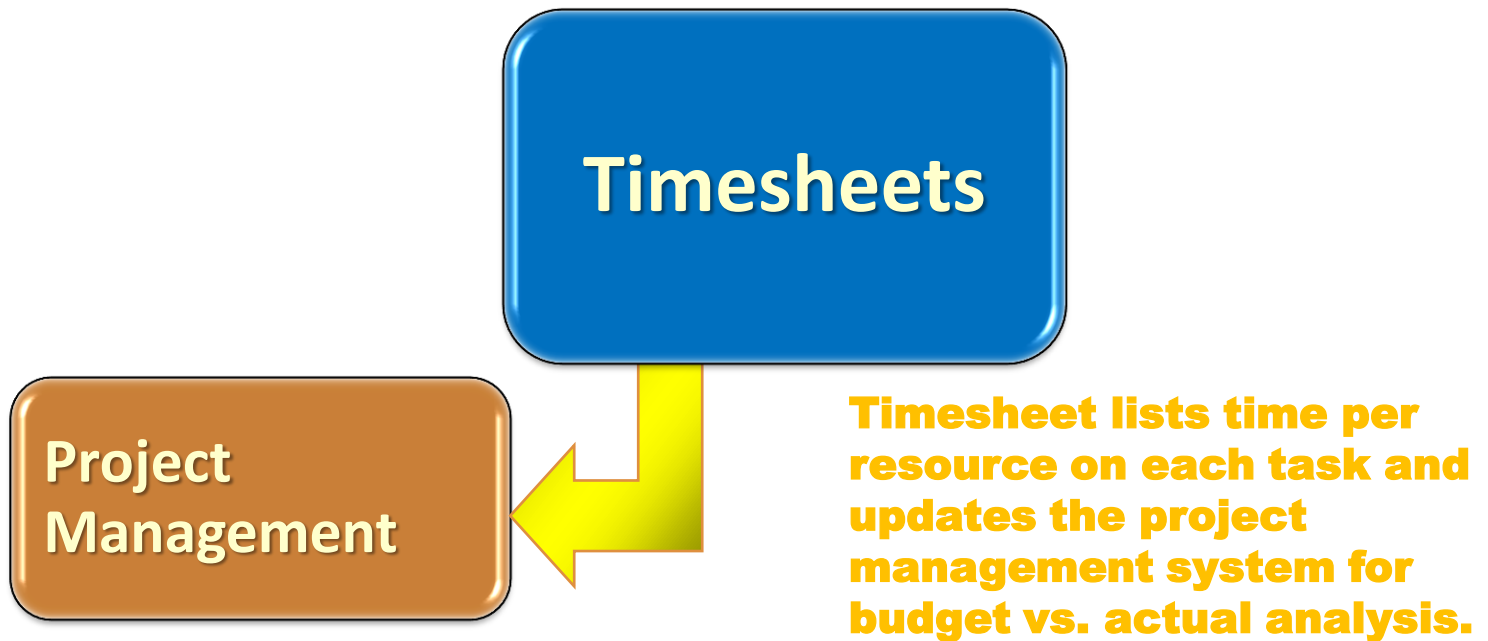 Timesheets
Project
Management
Timesheet lists time per
resource on each task and
updates the project
management system for
budget vs. actual analysis.